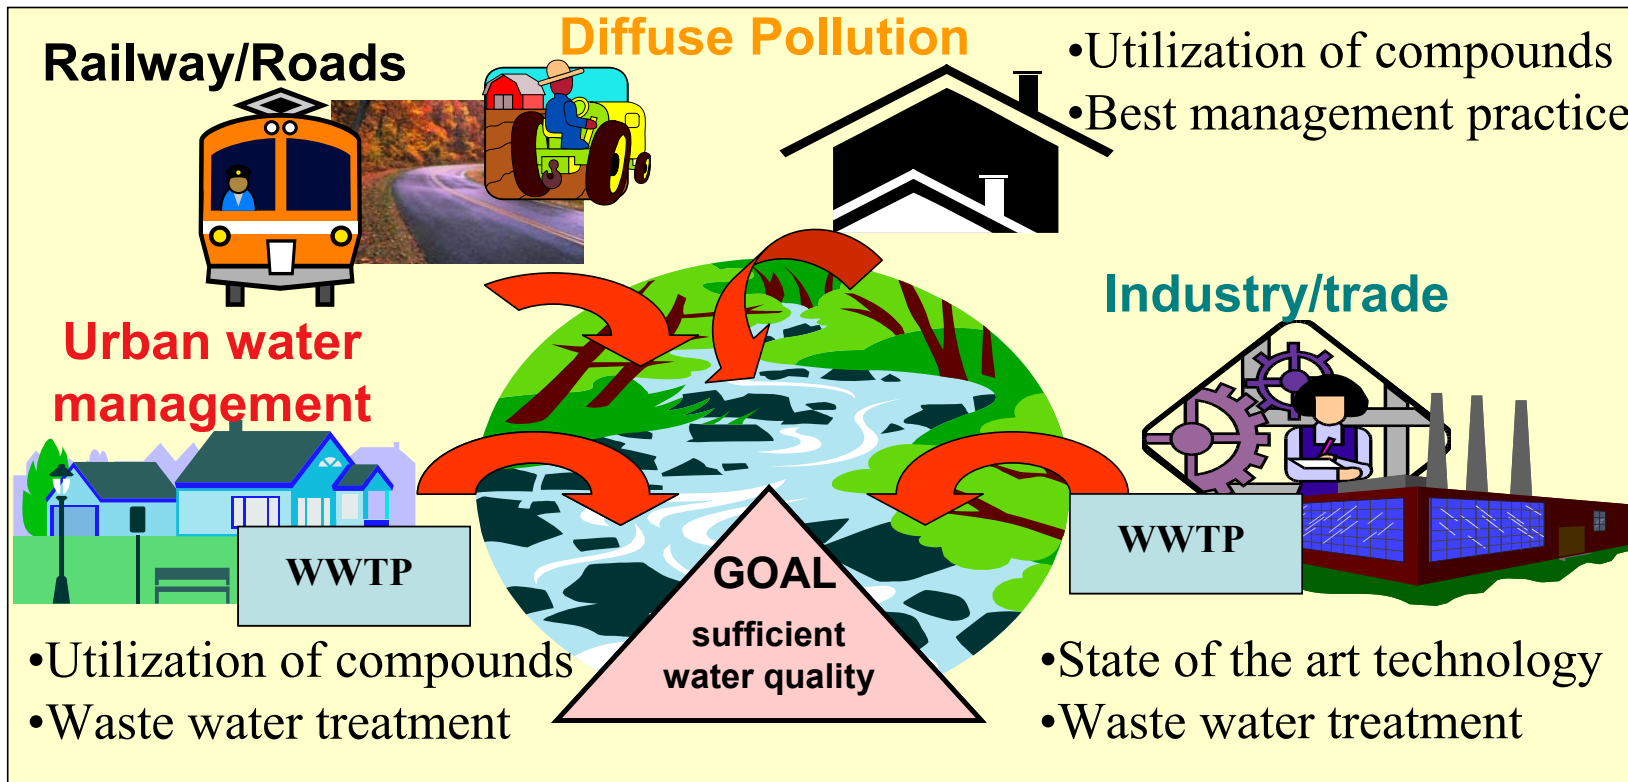 Railway/Roads
Diffuse Pollution
•Utilization of compounds
•Best management practice
Urban water
management
Industry/trade
WWTP
WWTP
GOAL
sufficient
water quality
•Utilization of compounds
•Waste water treatment
•State of the art technology
•Waste water treatment